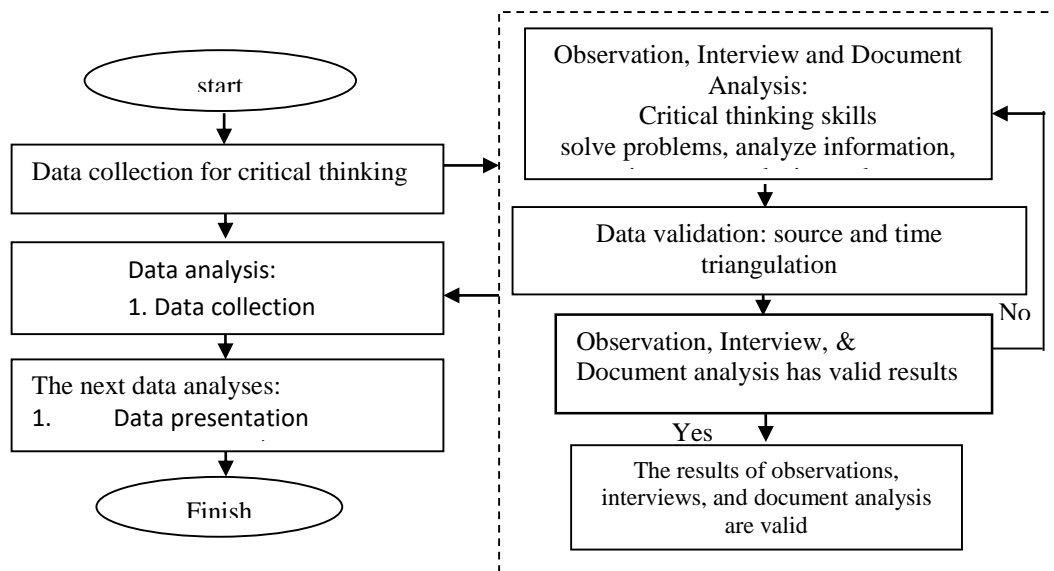 start
Data collection for critical thinking
Data analysis:
1. Data collection
The next data analyses:
1. Data presentation
Finish
Observation, Interview and Document
Analysis:
Critical thinking skills
solve problems, analyze information,
Data validation: source and time
triangulation
Observation, Interview, &
Document analysis has valid results
No
Yes
The results of observations,
interviews, and document analysis
are valid